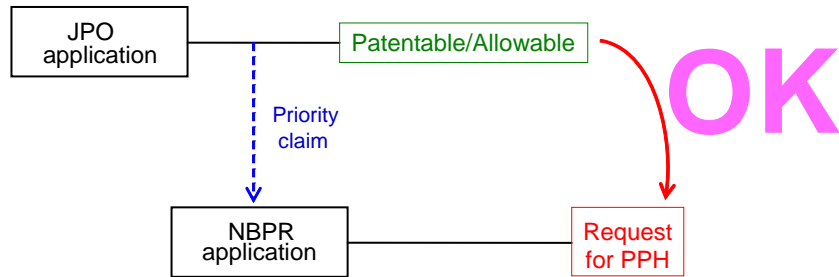 JPO
application
Patentable/Allowable
OK
Priority
claim
NBPR
application
Request
for PPH